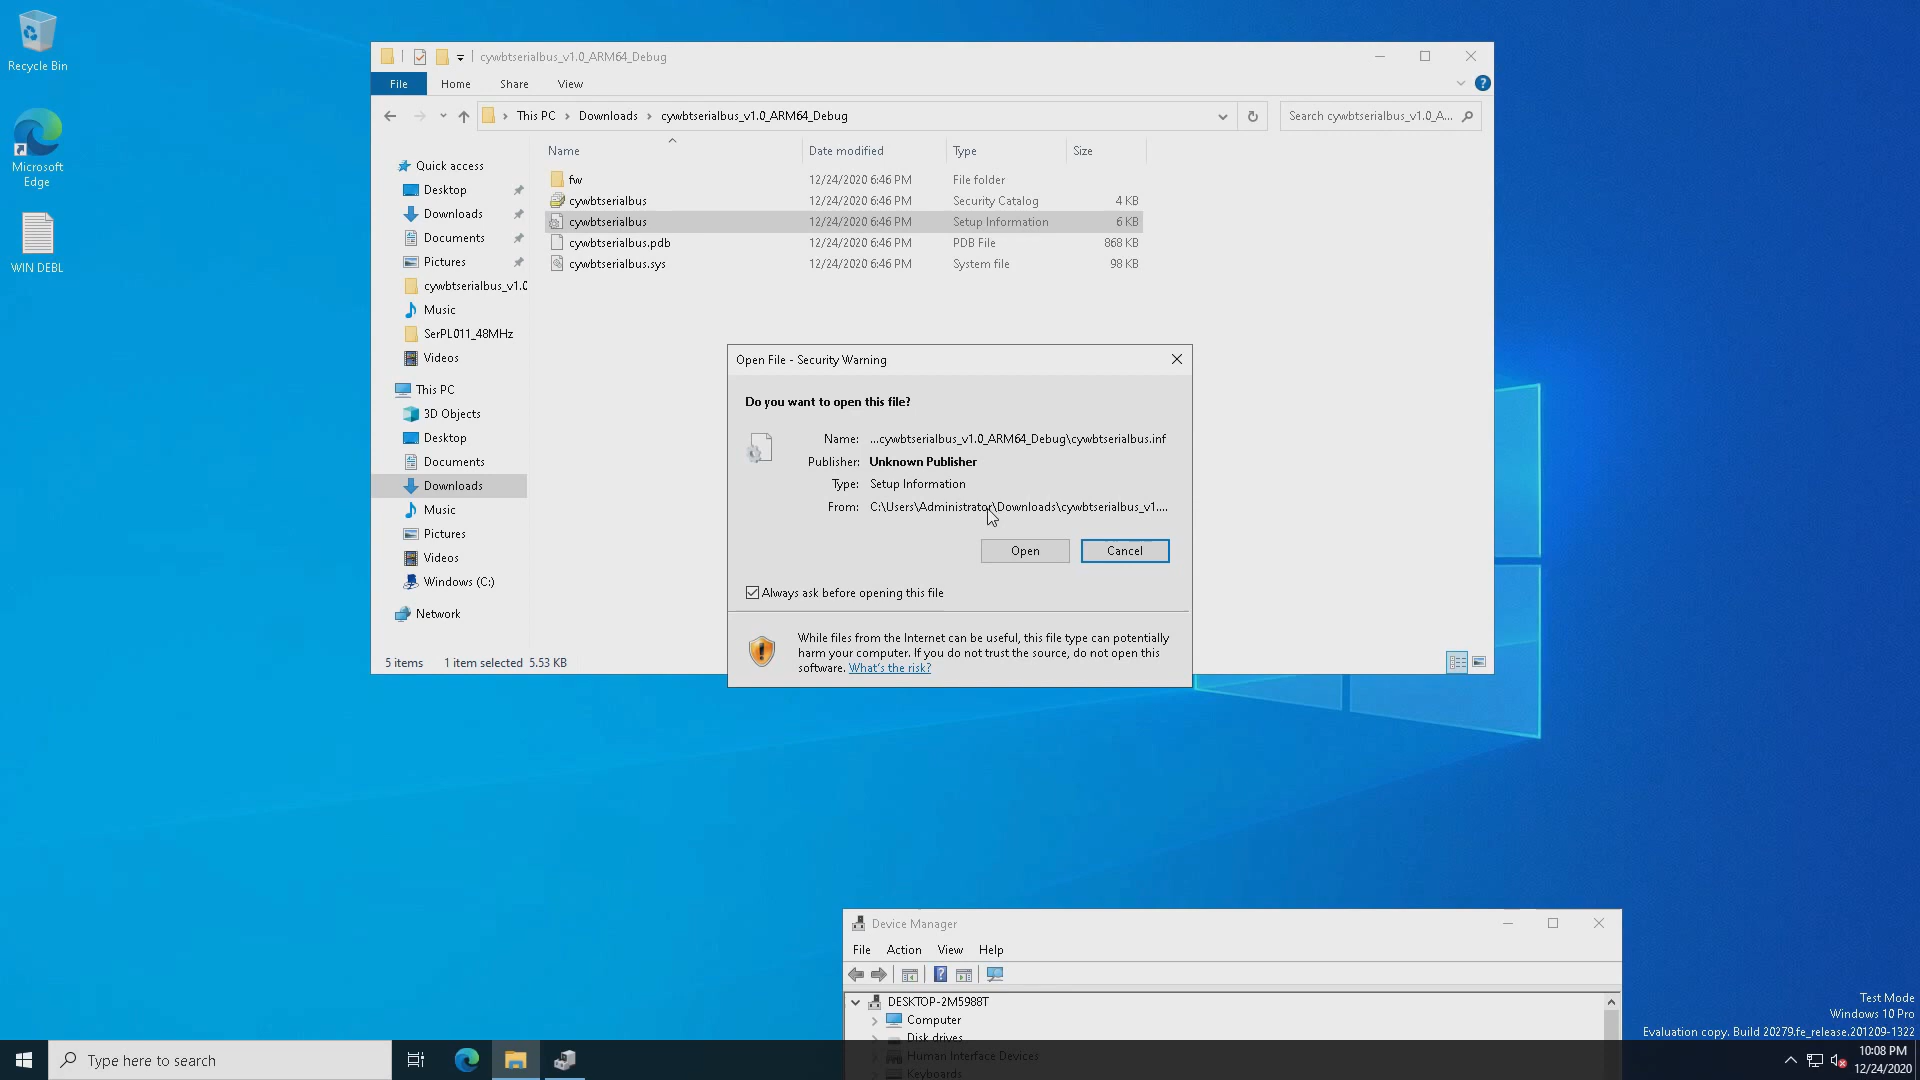 Recycle Bin
Microsoft
Edge
WIN DEBL
cywbtserialbus_v1.0_ARM64_Debug
File Home Share View
This PC Downloads cywbtserialbus_v1.0_ARM64_Debug
Search cywbtserialbus_v1.0_A...
Name Date modified Type Size
fw 12/24/2020 6:46 PM File folder
cywbtserialbus 12/24/2020 6:46 PM Security Catalog 4 KB
cywbtserialbus 12/24/2020 6:46 PM Setup Information 6 KB
cywbtserialbus.pdb 12/24/2020 6:46 PM PDB File 868 KB
cywbtserialbus.sys 12/24/2020 6:46 PM System file 98 KB
Quick access
Desktop
Downloads
Documents
Pictures
cywbtserialbus_v1.0
Music
SerPL011_48MHz
Videos
This PC
3D Objects
Desktop
Documents
Downloads
Music
Pictures
Videos
Windows (C:)
Network
5 items 1 item selected 5.53 KB
Open File - Security Warning
Do you want to open this file?
Name: ...cywbtserialbus_v1.0_ARM64_Debug\cywbtserialbus.inf
Publisher: Unknown Publisher
Type: Setup Information
From: C:\Users\Administrator\Downloads\cywbtserialbus_v1....
Open Cancel
Always ask before opening this file
While files from the Internet can be useful, this file type can potentially
harm your computer. If you do not trust the source, do not open this
software. What's the risk?
Device Manager
File Action View Help
DESKTOP-2M5988T
Computer
Disk drives
Human Interface Devices
Keyboards
Test Mode
Windows 10 Pro
Evaluation copy. Build 20279.fe_release.201209-1322
Type here to search
10:08 PM
12/24/2020